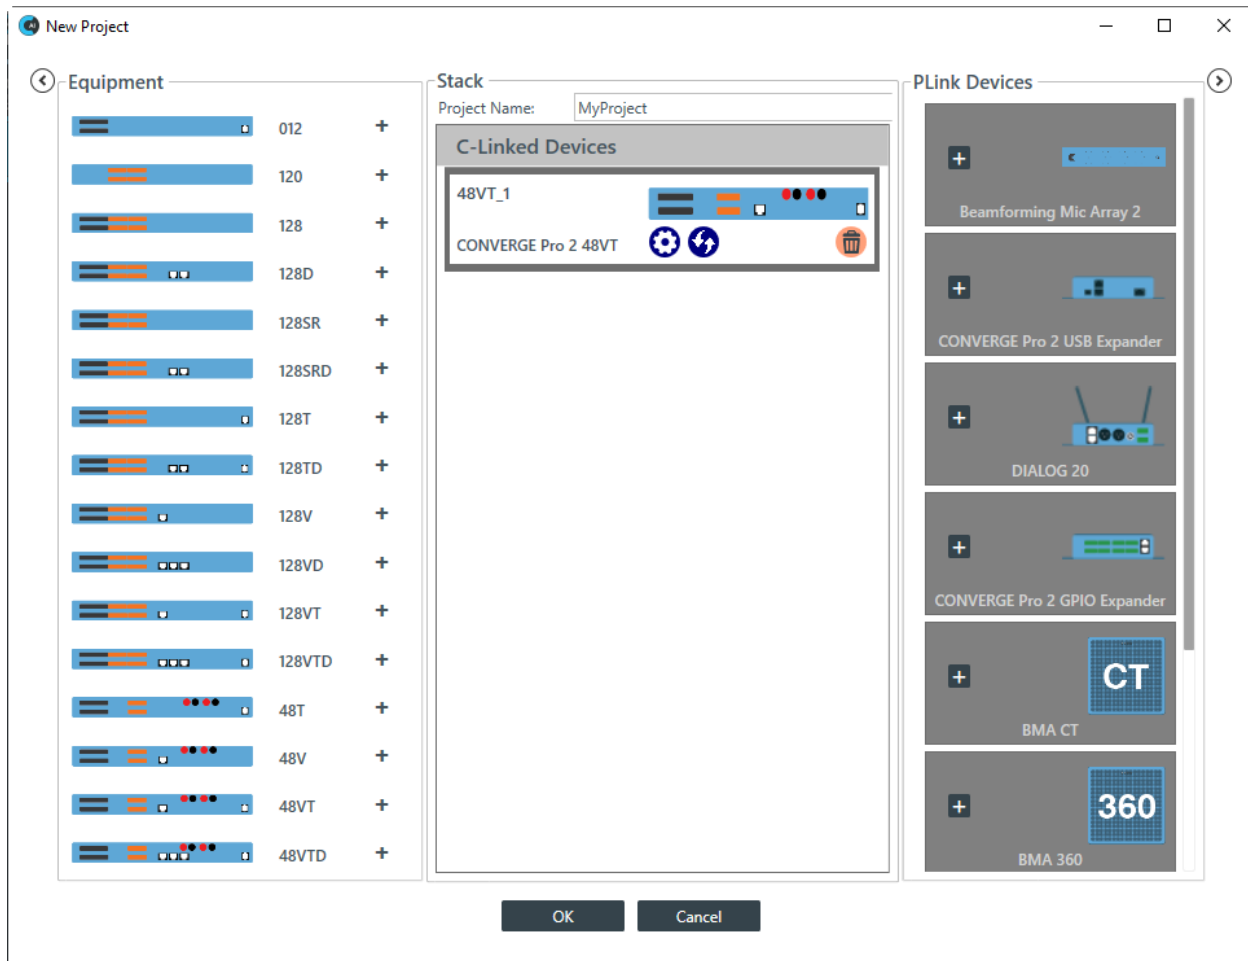 New Project
Equipment
012
120
128
128D
128SR
128SRD
128T
128TD
128V
128VD
128VT
128VTD
48T
48V
48VT
48VTD
Stack
Project Name: MyProject
C-Linked Devices
48VT_1
CONVERGE Pro 2 48VT
PLink Devices
Beamforming Mic Array 2
CONVERGE Pro 2 USB Expander
DIALOG 20
CONVERGE Pro 2 GPIO Expander
CT
BMA CT
360
BMA 360
OK Cancel